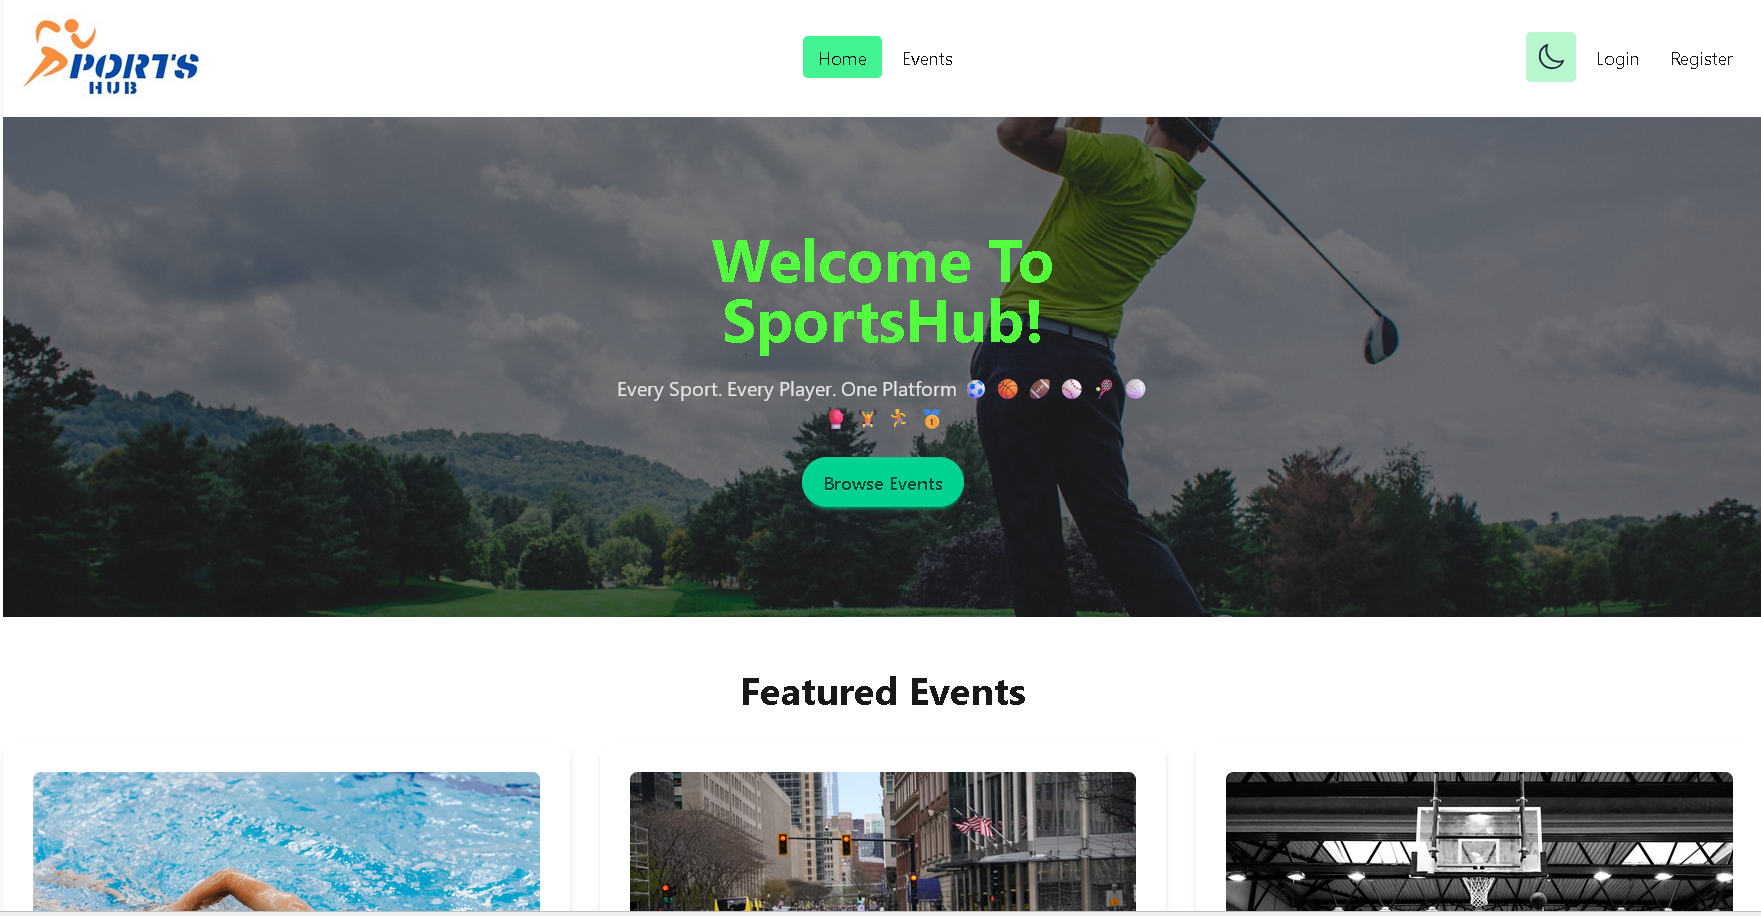 PORTS
HUB
Home
Events
Login
Register
Welcome To
SportsHub!
Every Sport. Every Player. One Platform ⚽ 🏀 🏈 ⚾ 🎾 🏐
🥊 🏋️ 🏃 🏅
Browse Events
Featured Events